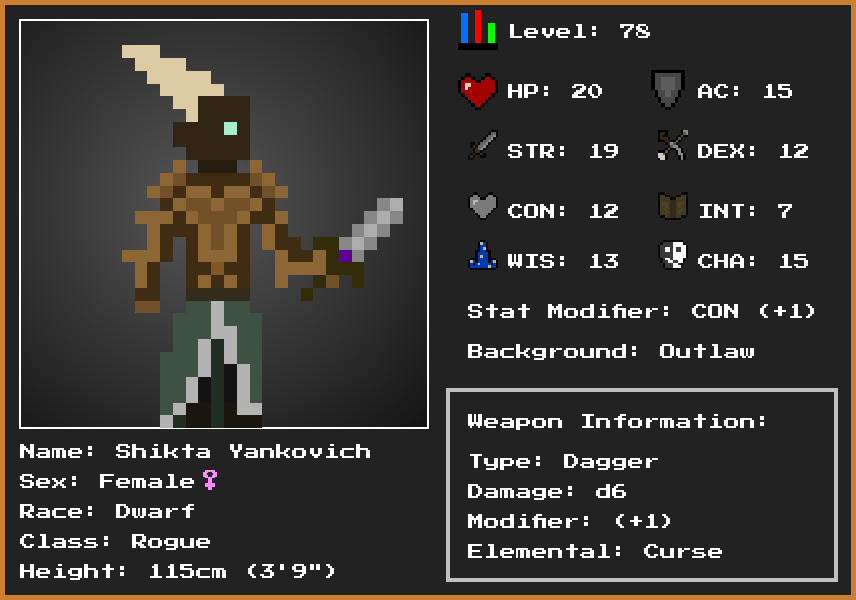 Level: 78
HP: 20 AC: 15
STR: 19 DEX: 12
CON: 12 INT: 7
WIS: 13 CHA: 15
Stat Modifier: CON (+1)
Background: Outlaw
Weapon Information:
Type: Dagger
Damage: d6
Modifier: (+1)
Elemental: Curse
Name: Shikta Yankovich
Sex: Female♀
Race: Dwarf
Class: Rogue
Height: 115cm (3'9")